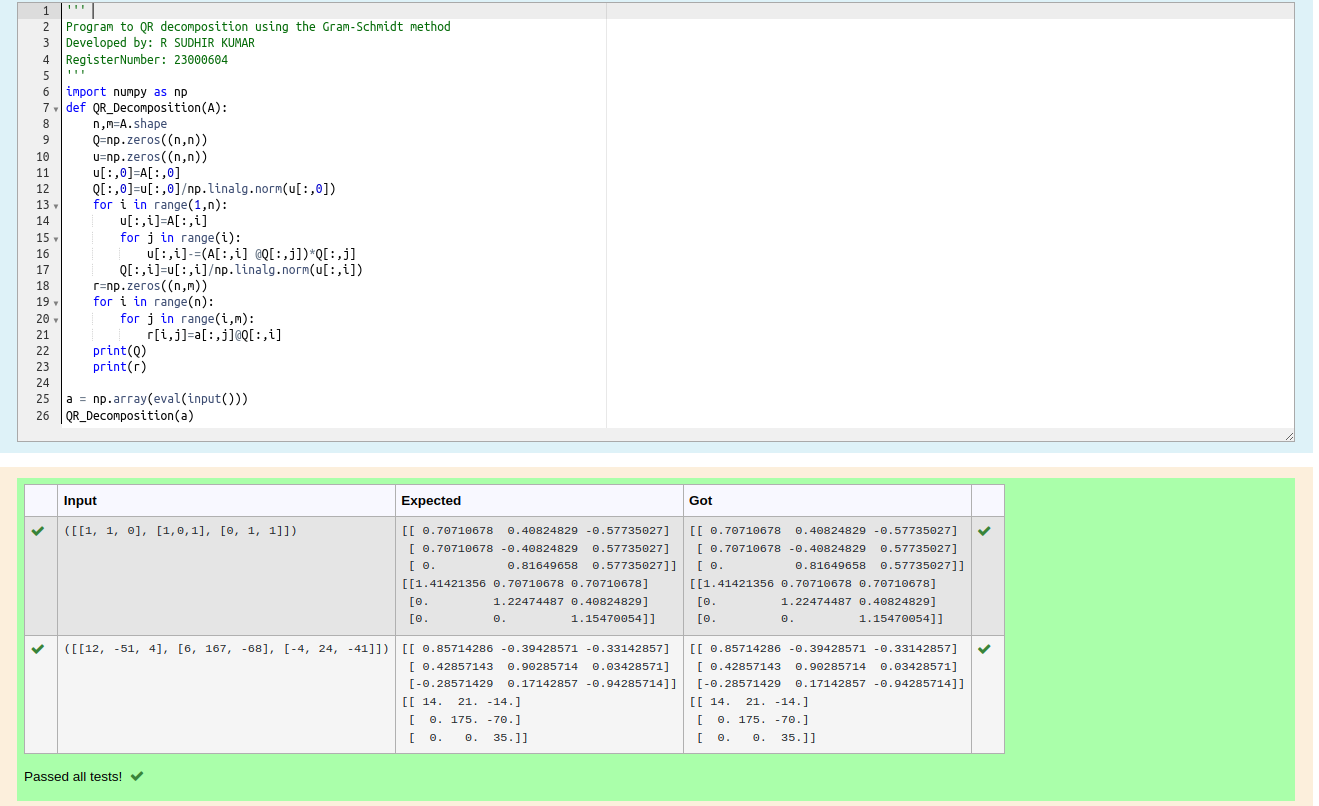 1 '''
2 Program to QR decomposition using the Gram-Schmidt method
3 Developed by: R SUDHIR KUMAR
4 RegisterNumber: 23000604
5 '''
6 import numpy as np
7 def QR_Decomposition(A):
8     n,m=A.shape
9     Q=np.zeros((n,n))
10     u=np.zeros((n,n))
11     u[:,0]=A[:,0]
12     Q[:,0]=u[:,0]/np.linalg.norm(u[:,0])
13     for i in range(1,n):
14         u[:,i]=A[:,i]
15         for j in range(i):
16             u[:,i]-=(A[:,i] @Q[:,j])*Q[:,j]
17         Q[:,i]=u[:,i]/np.linalg.norm(u[:,i])
18     r=np.zeros((n,m))
19     for i in range(n):
20         for j in range(i,m):
21             r[i,j]=a[:,j]@Q[:,i]
22     print(Q)
23     print(r)
24
25 a = np.array(eval(input()))
26 QR_Decomposition(a)
Input Expected Got
([[1, 1, 0], [1,0,1], [0, 1, 1]]) [[ 0.70710678  0.40824829 -0.57735027] [[ 0.70710678  0.40824829 -0.57735027]
[ 0.70710678 -0.40824829  0.57735027] [ 0.70710678 -0.40824829  0.57735027]
[ 0.          0.81649658  0.57735027]] [ 0.          0.81649658  0.57735027]]
[[1.41421356 0.70710678 0.70710678] [[1.41421356 0.70710678 0.70710678]
[0.         1.22474487 0.40824829] [0.         1.22474487 0.40824829]
[0.         0.         1.15470054]] [0.         0.         1.15470054]]
([[12, -51, 4], [6, 167, -68], [-4, 24, -41]]) [[ 0.85714286 -0.39428571 -0.33142857] [[ 0.85714286 -0.39428571 -0.33142857]
[ 0.42857143  0.90285714  0.03428571] [ 0.42857143  0.90285714  0.03428571]
[-0.28571429  0.17142857 -0.94285714]] [-0.28571429  0.17142857 -0.94285714]]
[[ 14.  21. -14.] [[ 14.  21. -14.]
[  0. 175. -70.] [  0. 175. -70.]
[  0.   0.  35.]] [  0.   0.  35.]]
Passed all tests!